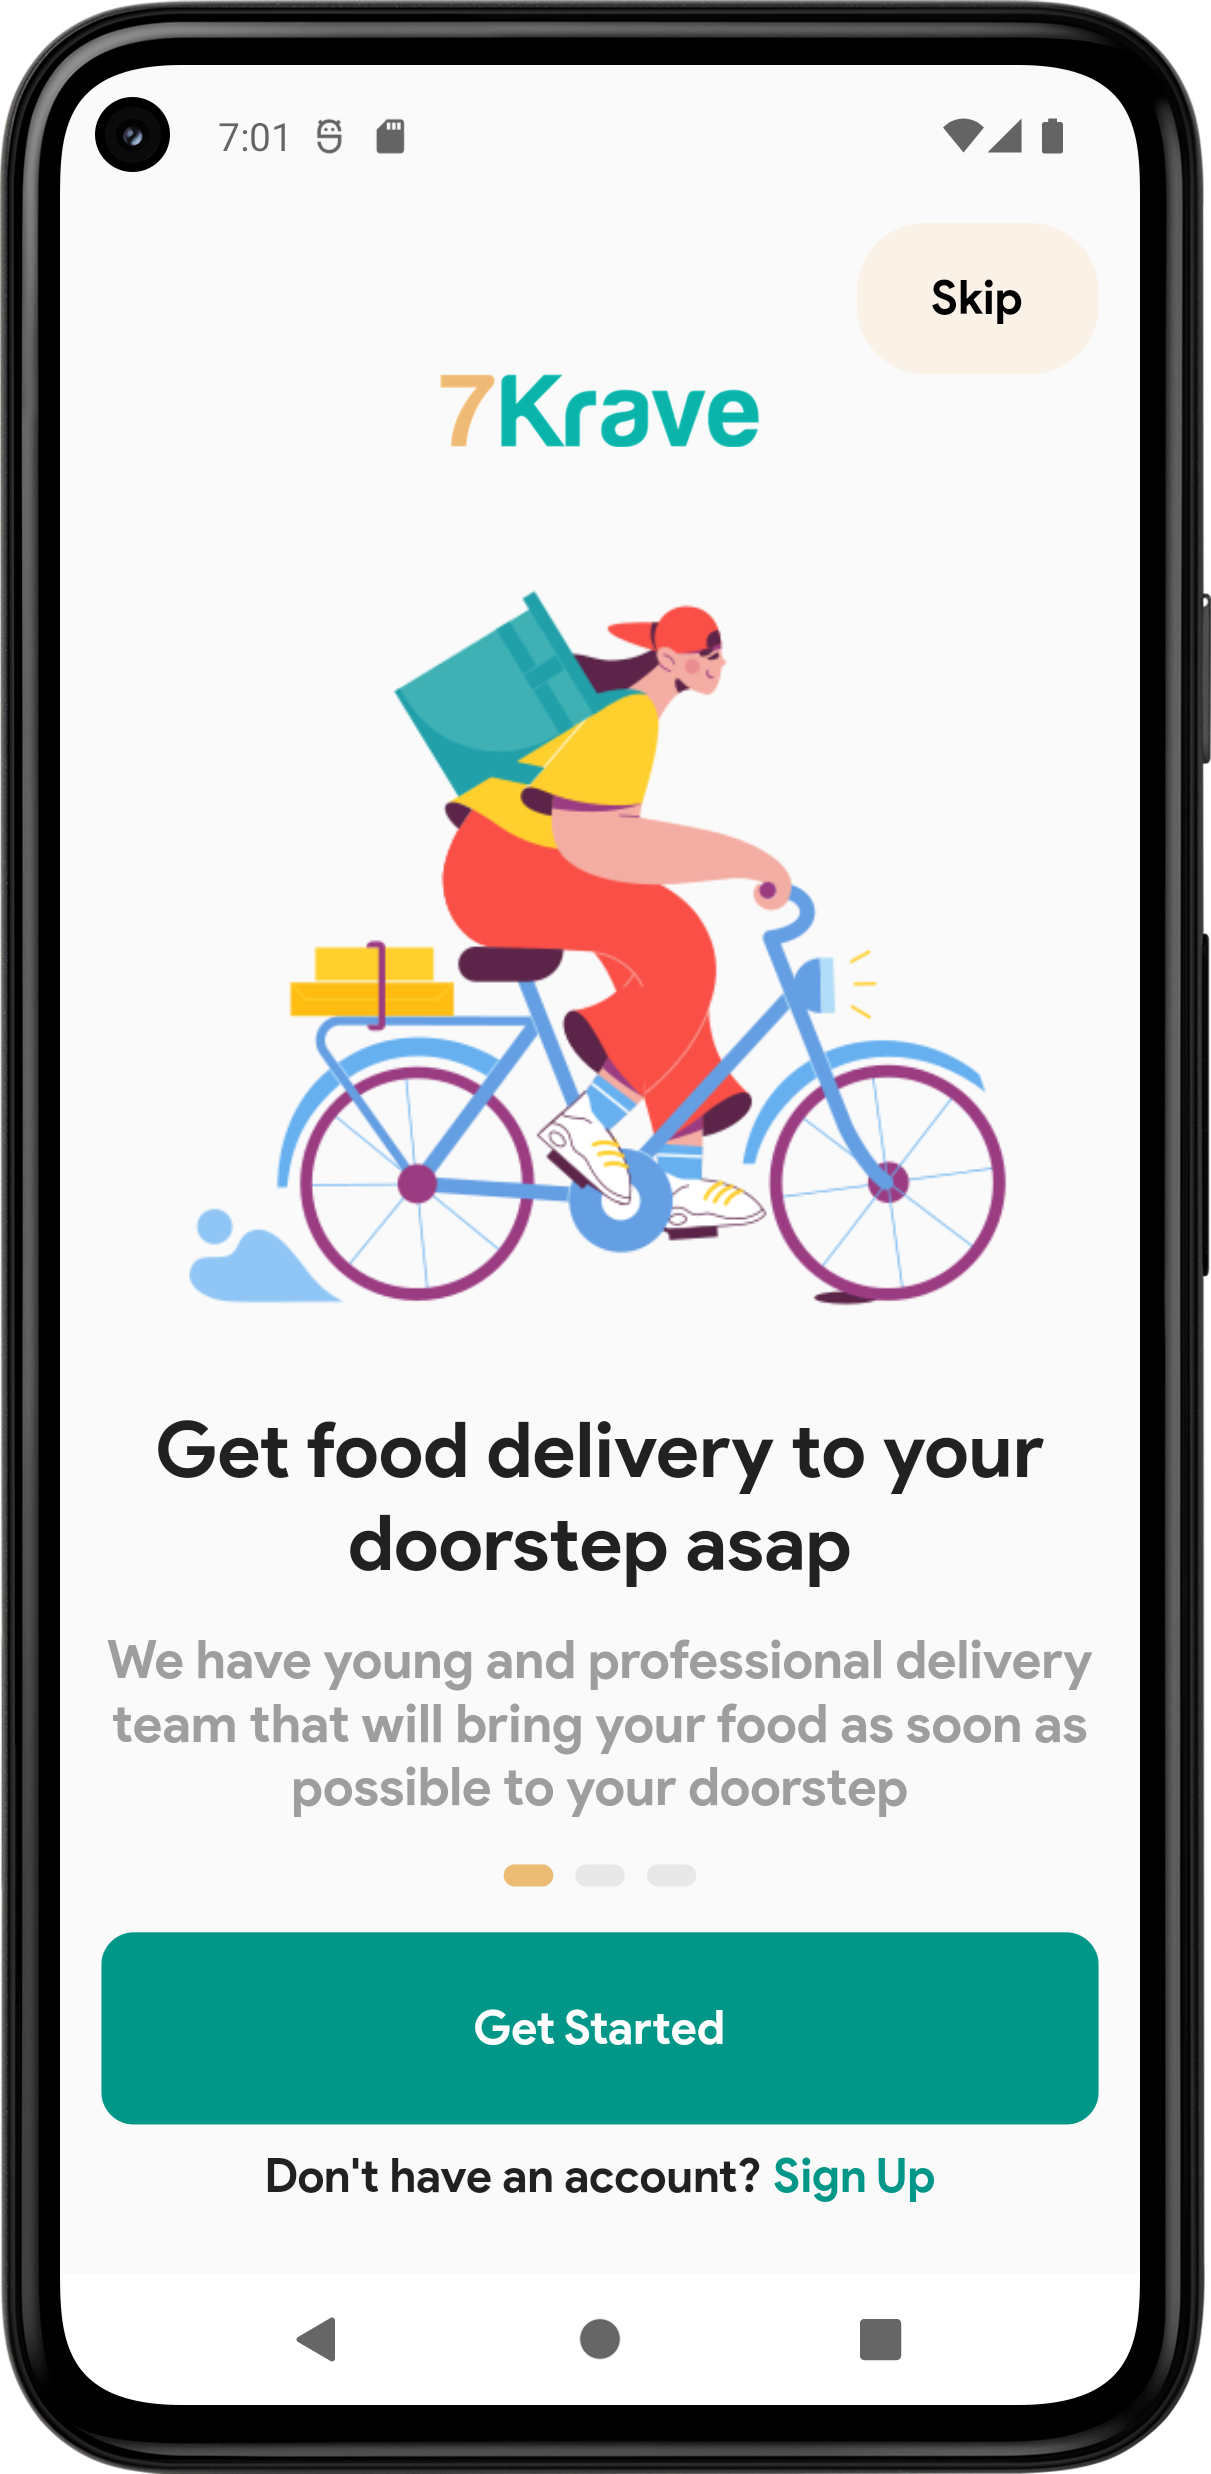 7:01
Skip
7Krave
Get food delivery to your
doorstep asap
We have young and professional delivery
team that will bring your food as soon as
possible to your doorstep
Get Started
Don't have an account? Sign Up